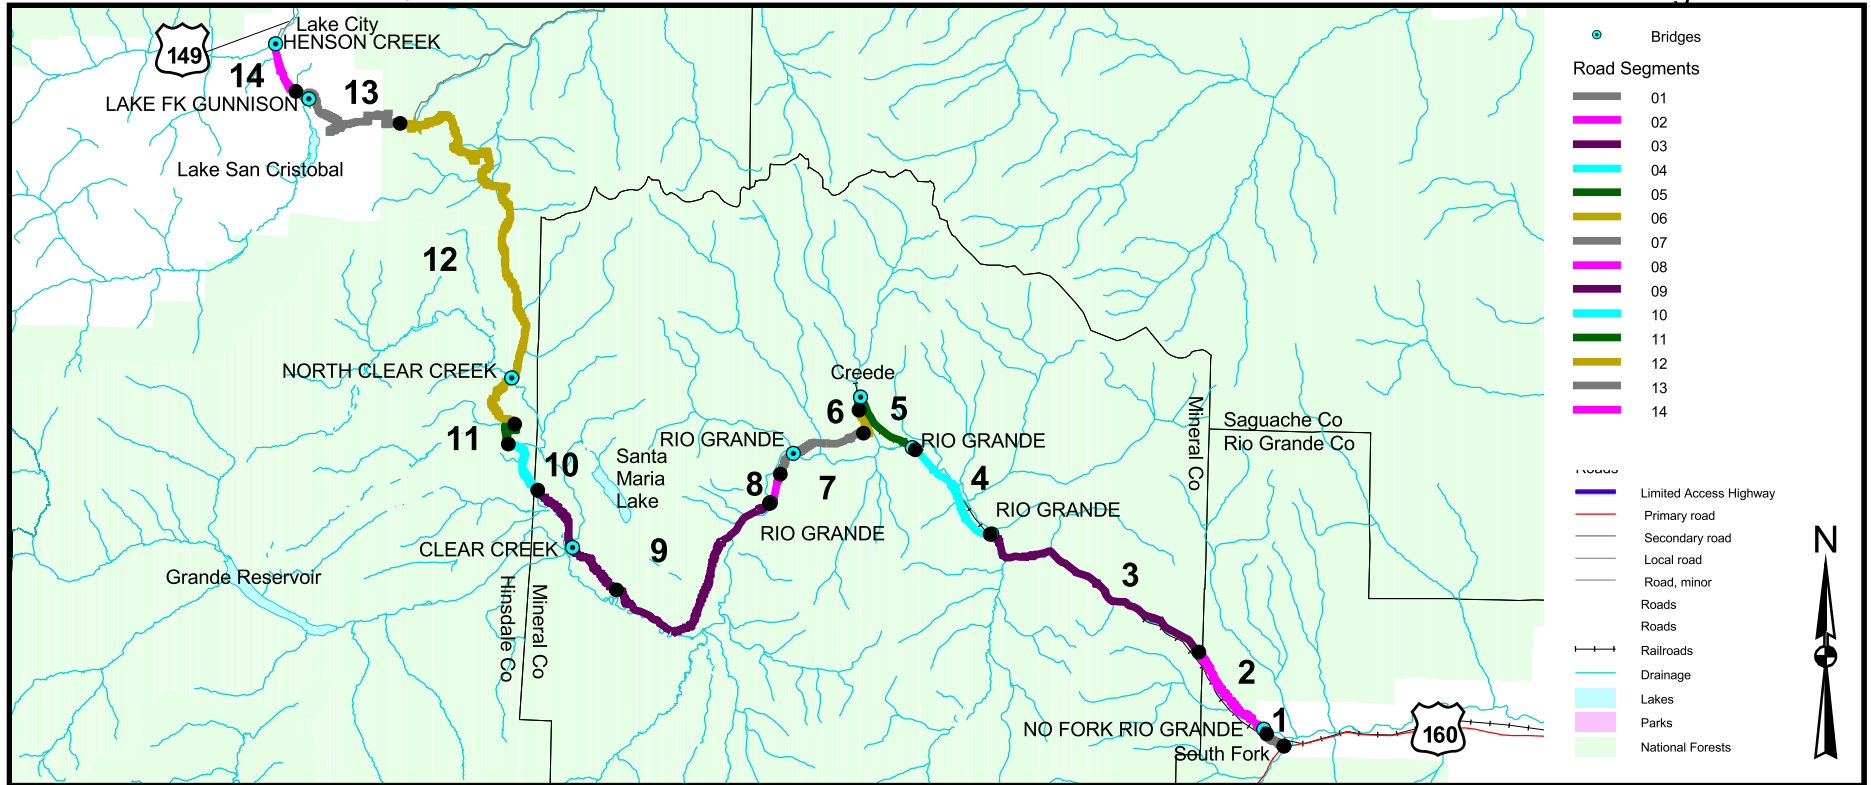 Lake City
HENSON CREEK
149
14
13
LAKE FK GUNNISON
Lake San Cristobal
12
NORTH CLEAR CREEK
11
10
Santa
Maria
Lake
CLEAR CREEK
9
Grande Reservoir
Hinsdale Co
Mineral Co
Creede
6
5
RIO GRANDE
RIO GRANDE
8
7
RIO GRANDE
4
RIO GRANDE
3
Mineral Co
Saguache Co
Rio Grande Co
2
1
NO FORK RIO GRANDE
South Fork
160
Bridges
Road Segments
01
02
03
04
05
06
07
08
09
10
11
12
13
14
Roads
Limited Access Highway
Primary road
Secondary road
Local road
Road, minor
Roads
Roads
Railroads
Drainage
Lakes
Parks
National Forests
N